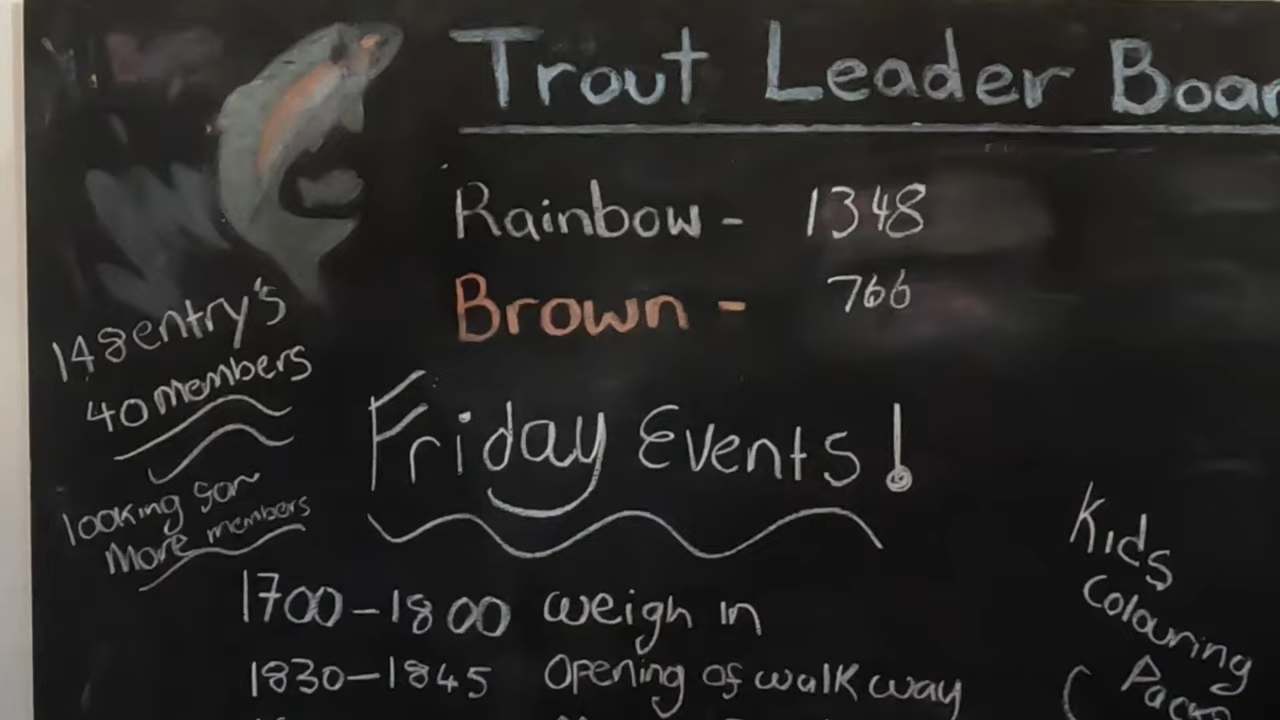 Trout Leader Boar
Rainbow - 1348
Brown - 766
148 entry's
40 members
looking for
More members
Friday Events!
1700-1800 weigh in
1830-1845 Opening of walk way
Kids
Colouring